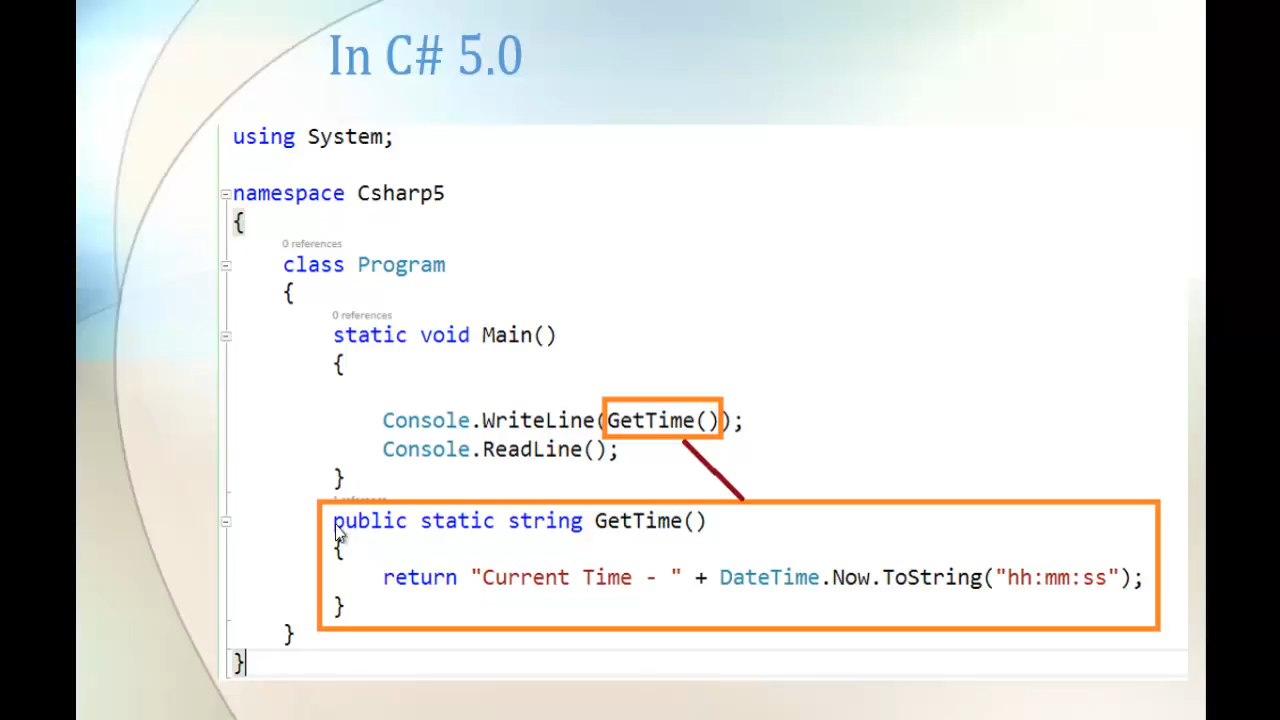 In C# 5.0
using System;
namespace Csharp5
{
0 references
class Program
{
0 references
static void Main()
{
Console.WriteLine(GetTime());
Console.ReadLine();
}
public static string GetTime()
{
return "Current Time - " + DateTime.Now.ToString("hh:mm:ss");
}
}
}